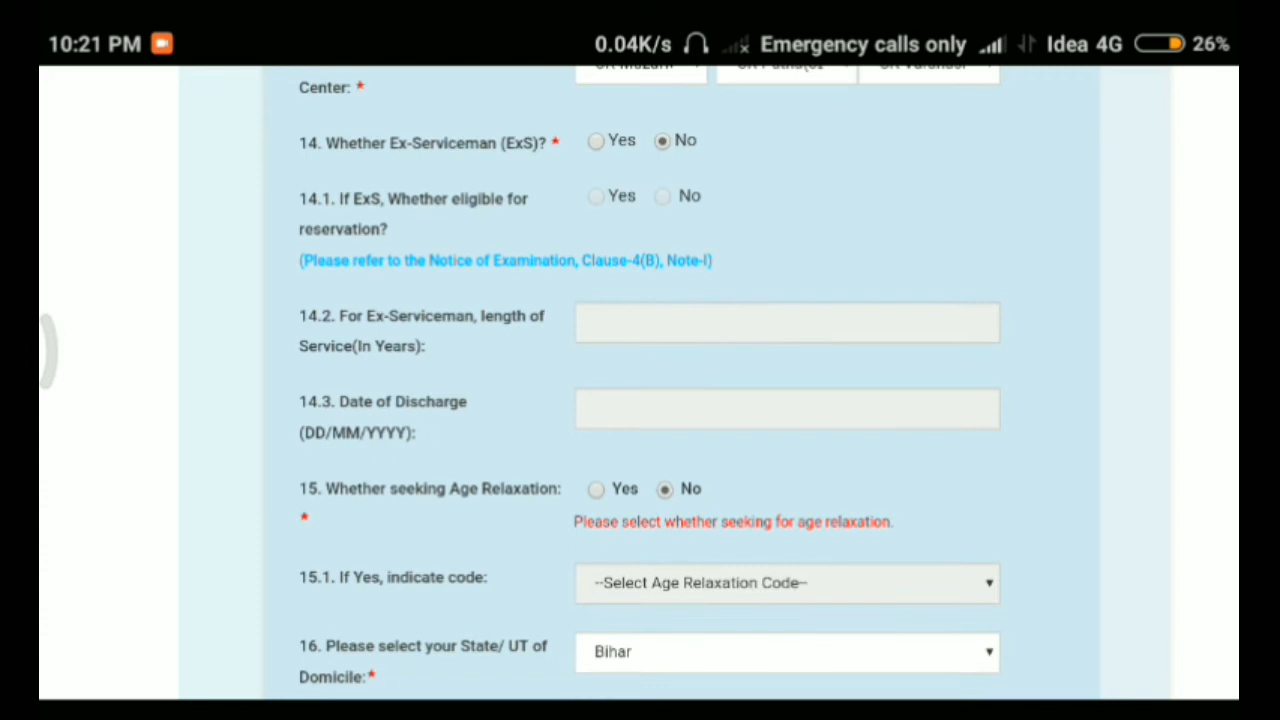 10:21 PM 0.04K/s Emergency calls only Idea 4G 26%
Center: *
14. Whether Ex-Serviceman (ExS)? * Yes No
14.1. If ExS, Whether eligible for Yes No
reservation?
(Please refer to the Notice of Examination, Clause-4(B), Note-I)
14.2. For Ex-Serviceman, length of
Service(In Years):
14.3. Date of Discharge
(DD/MM/YYYY):
15. Whether seeking Age Relaxation: Yes No
*
Please select whether seeking for age relaxation.
15.1. If Yes, indicate code: --Select Age Relaxation Code--
16. Please select your State/ UT of Bihar
Domicile:*